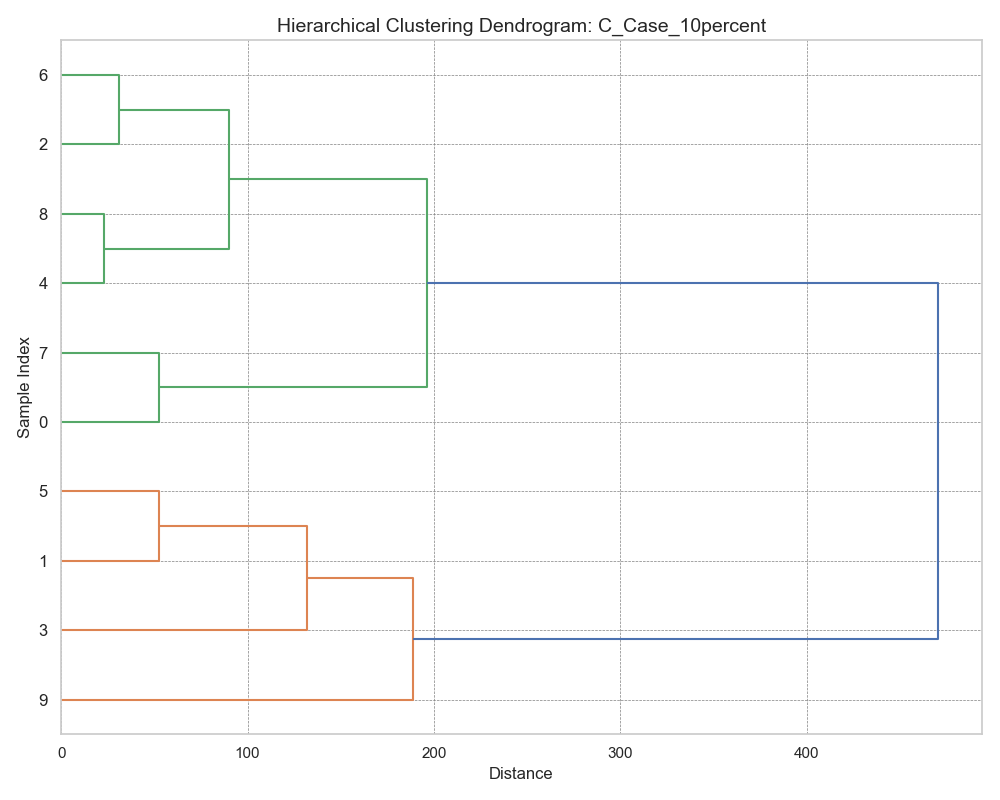 Hierarchical Clustering Dendrogram: C_Case_10percent
6
2
8
4
7
0
5
1
3
9
Sample Index
0 100 200 300 400
Distance